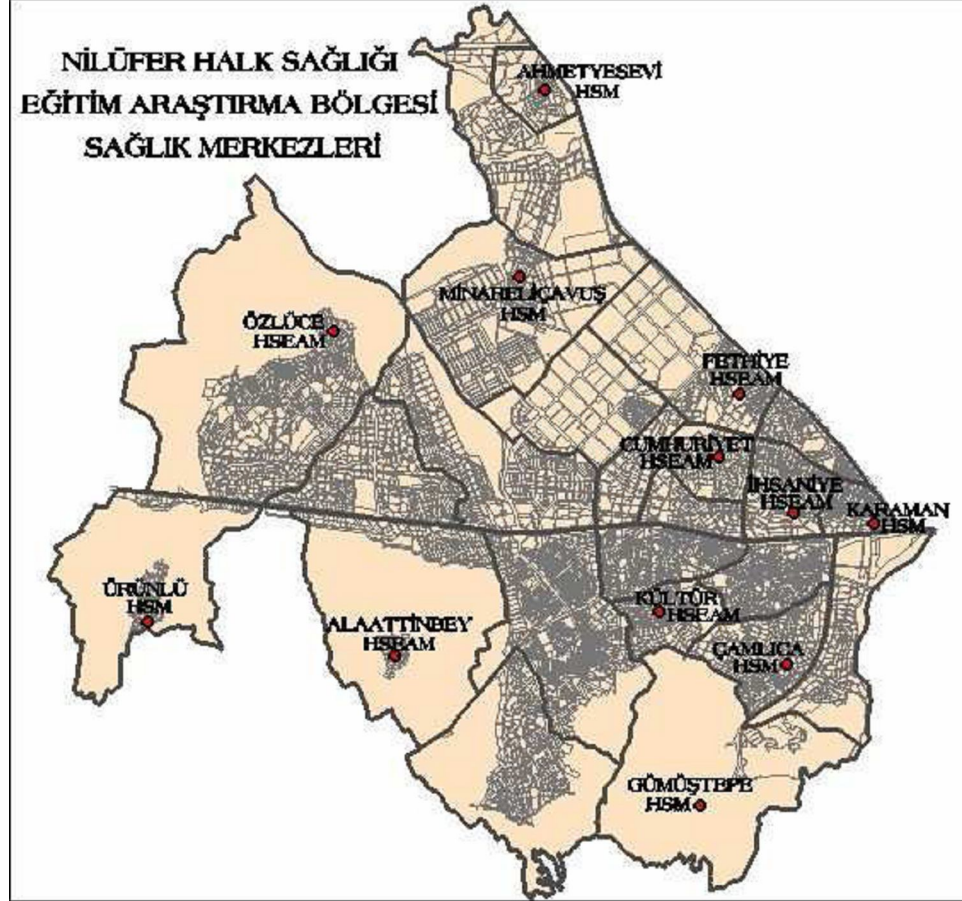 NİLÜFER HALK SAĞLIĞI
EĞİTİM ARAŞTIRMA BÖLGESİ
SAĞLIK MERKEZLERİ
AHMETYESEVİ
HSM
MİNARELİÇAVUŞ
HSM
ÖZLÜCE
HSEAM
FETHİYE
HSEAM
CUMHURİYET
HSEAM
İHSANİYE
HSEAM
KARAMAN
HSM
ÜRÜNLÜ
HSM
ALAATTİNBEY
HSEAM
KÜLTÜR
HSEAM
ÇAMLICA
HSM
GÜMÜŞTEPE
HSM